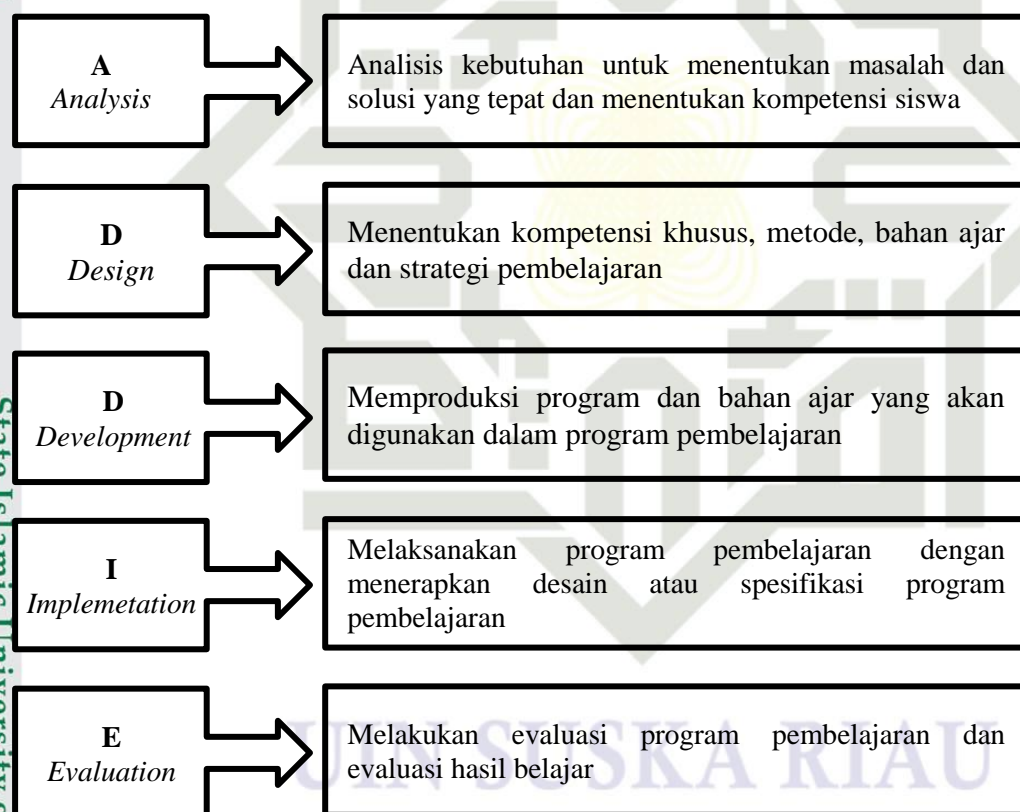 A
Analysis
Analisis kebutuhan untuk menentukan masalah dan
solusi yang tepat dan menentukan kompetensi siswa
D
Design
Menentukan kompetensi khusus, metode, bahan ajar
dan strategi pembelajaran
D
Development
Memproduksi program dan bahan ajar yang akan
digunakan dalam program pembelajaran
I
Implemetation
Melaksanakan program pembelajaran dengan
menerapkan desain atau spesifikasi program
pembelajaran
E
Evaluation
Melakukan evaluasi program pembelajaran dan
evaluasi hasil belajar
UIN SUSKA RIAU
State Islamic University